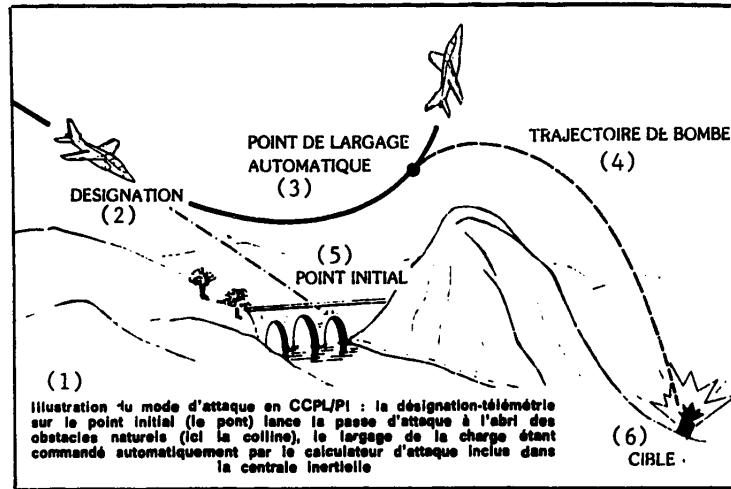 POINT DE LARGAGE
AUTOMATIQUE
(3)
TRAJECTOIRE DE BOMBE
(4)
DESIGNATION
(2)
(5)
POINT INITIAL
(1)
Illustration du mode d'attaque en CCPL/PI : la désignation-télémétrie
sur le point initial (le pont) lance la passe d'attaque à l'abri des
obstacles naturels (ici la colline), le largage de la charge étant
commandé automatiquement par le calculateur d'attaque inclus dans
la centrale inertielle
(6)
CIBLE